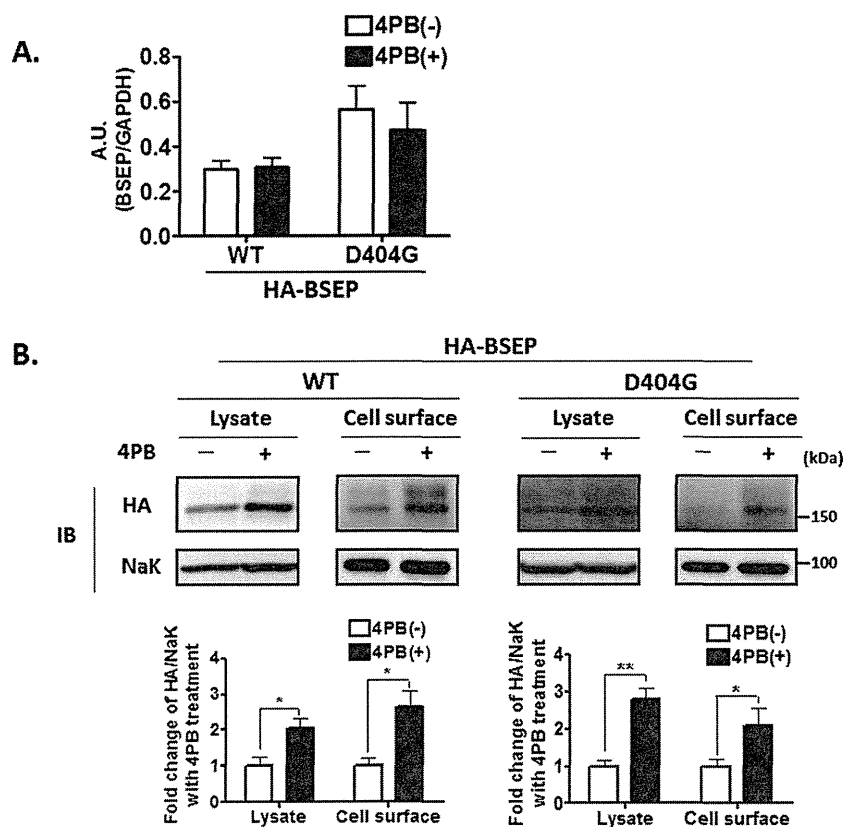 A.
4PB(-)
4PB(+)
A.U.
(BSEP/GAPDH)
0.8
0.6
0.4
0.2
0.0
WT D404G
HA-BSEP
B.
HA-BSEP
WT D404G
Lysate Cell surface Lysate Cell surface
4PB — + — + — + — + (kDa)
IB
HA
150
NaK
100
4PB(-)
4PB(+)
Fold change of HA/NaK
with 4PB treatment
4
3
2
1
0
* *
Lysate Cell surface
4PB(-)
4PB(+)
Fold change of HA/NaK
with 4PB treatment
4
3
2
1
0
** *
Lysate Cell surface